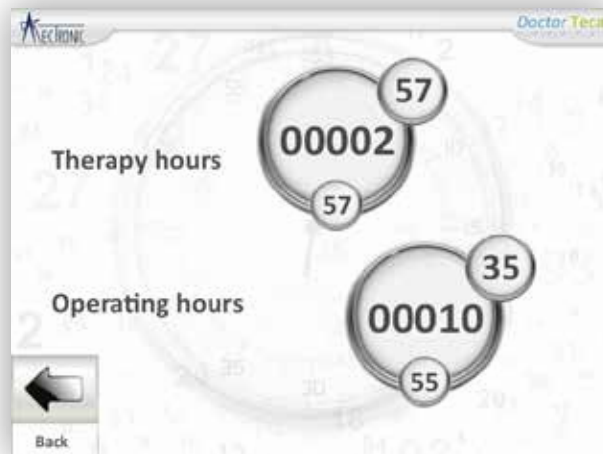 Doctor Teca
57
00002
Therapy hours
57
35
Operating hours
00010
55
Back